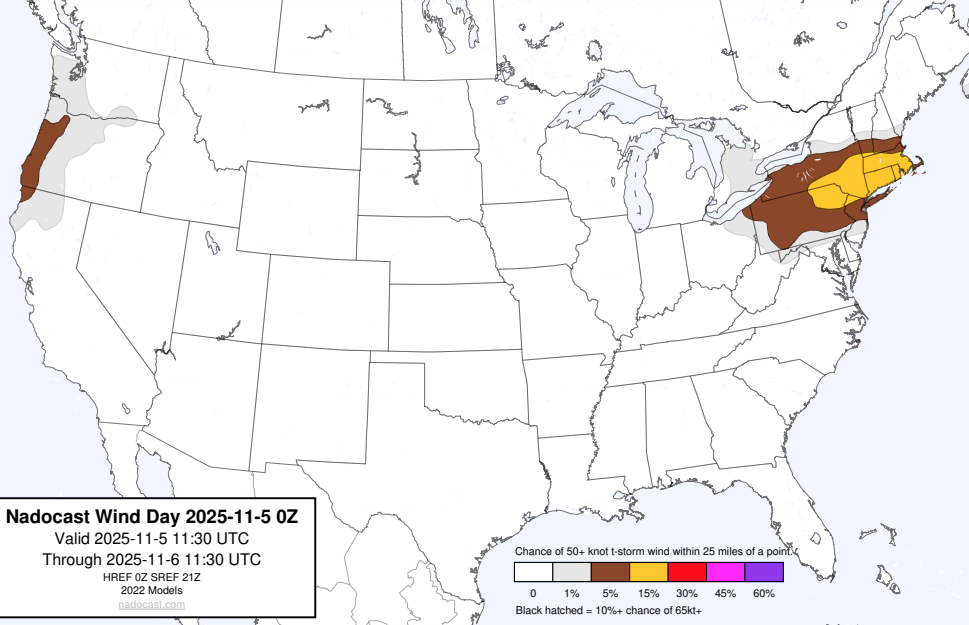 Nadocast Wind Day 2025-11-5 0Z
Valid 2025-11-5 11:30 UTC
Through 2025-11-6 11:30 UTC
HREF 0Z SREF 21Z
2022 Models
nadocast.com
Chance of 50+ knot t-storm wind within 25 miles of a point.
0 1% 5% 15% 30% 45% 60%
Black hatched = 10%+ chance of 65kt+